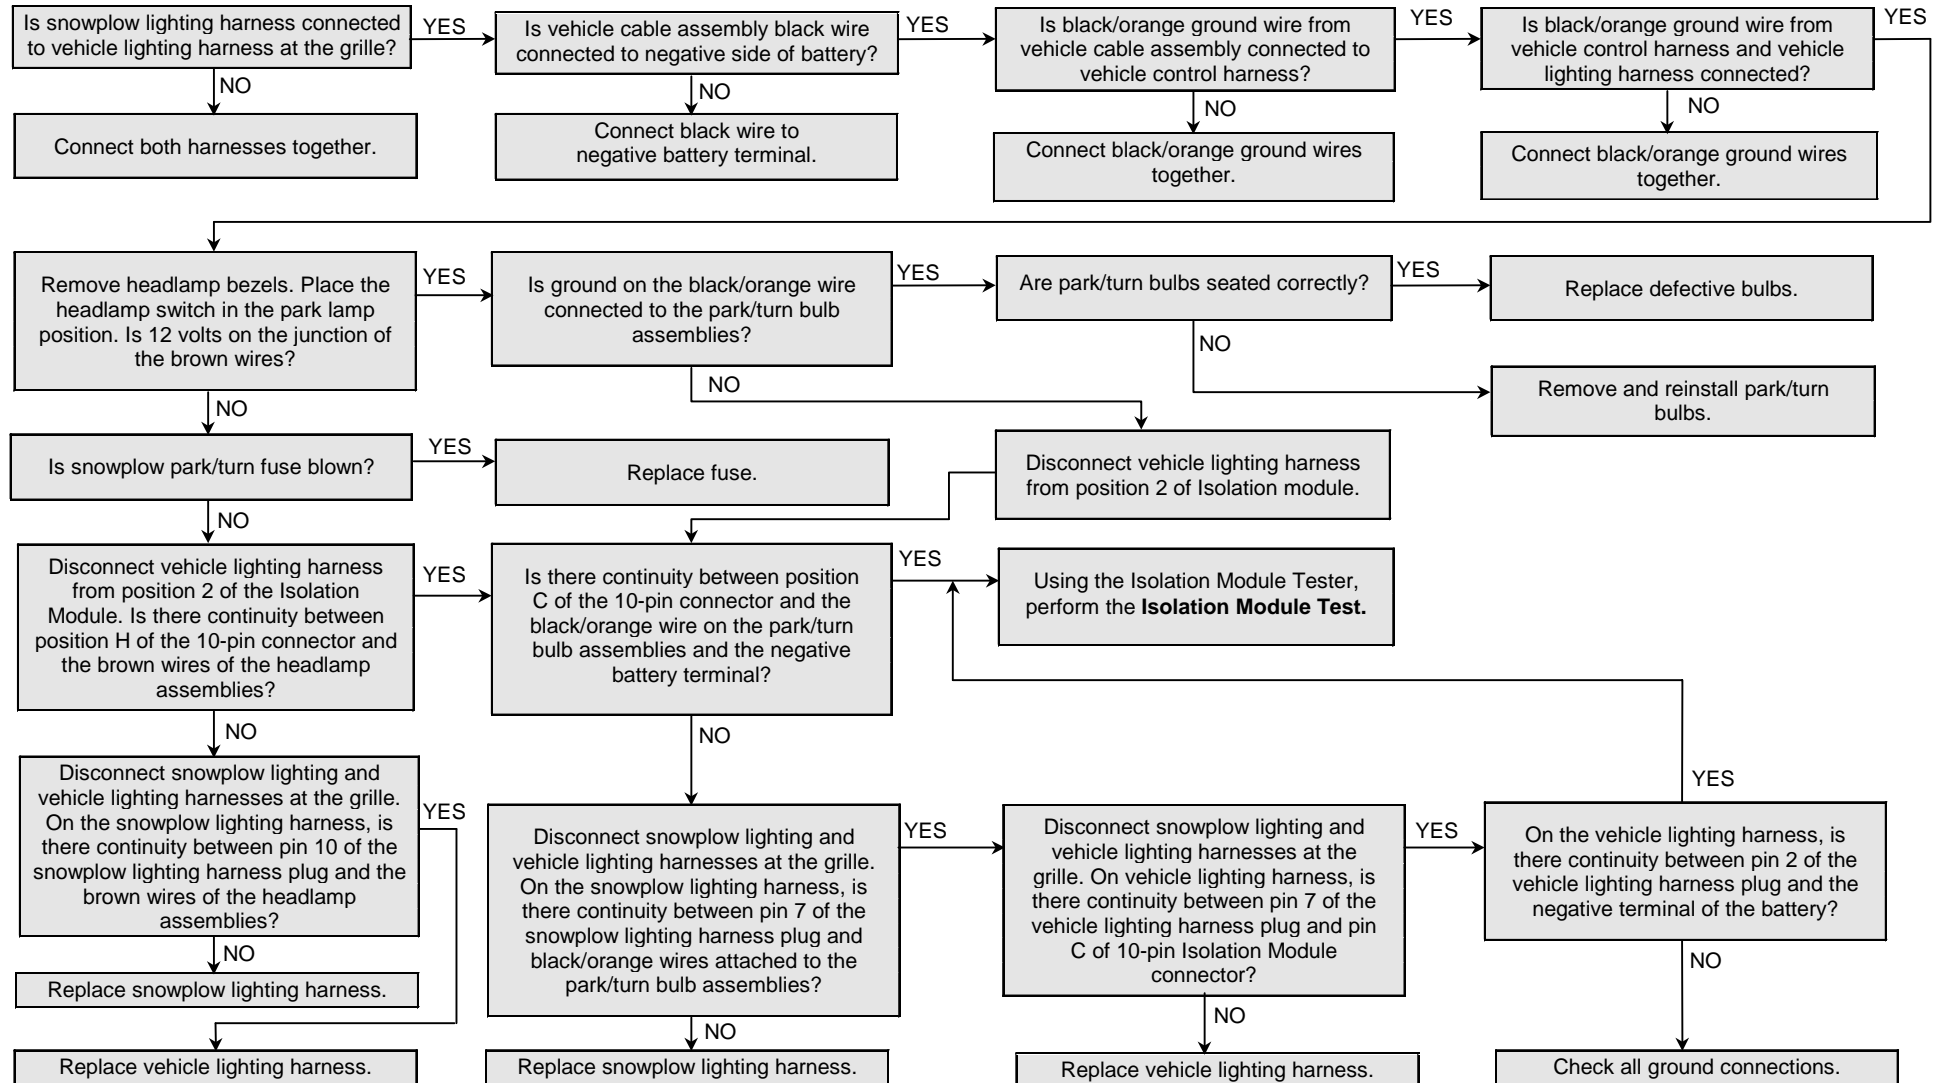 Is snowplow lighting harness connected
to vehicle lighting harness at the grille?
YES
NO
Connect both harnesses together.
Is vehicle cable assembly black wire
connected to negative side of battery?
YES
NO
Connect black wire to
negative battery terminal.
Is black/orange ground wire from
vehicle cable assembly connected to
vehicle control harness?
YES
NO
Connect black/orange ground wires
together.
Is black/orange ground wire from
vehicle control harness and vehicle
lighting harness connected?
YES
NO
Connect black/orange ground wires
together.
Remove headlamp bezels. Place the
headlamp switch in the park lamp
position. Is 12 volts on the junction of
the brown wires?
YES
NO
Is ground on the black/orange wire
connected to the park/turn bulb
assemblies?
YES
NO
Are park/turn bulbs seated correctly?
YES
NO
Replace defective bulbs.
Remove and reinstall park/turn
bulbs.
Is snowplow park/turn fuse blown?
YES
NO
Replace fuse.
Disconnect vehicle lighting harness
from position 2 of Isolation module.
Disconnect vehicle lighting harness
from position 2 of the Isolation
Module. Is there continuity between
position H of the 10-pin connector and
the brown wires of the headlamp
assemblies?
YES
NO
Is there continuity between position
C of the 10-pin connector and the
black/orange wire on the park/turn
bulb assemblies and the negative
battery terminal?
YES
NO
Using the Isolation Module Tester,
perform the Isolation Module Test.
Disconnect snowplow lighting and
vehicle lighting harnesses at the grille.
On the snowplow lighting harness, is
there continuity between pin 10 of the
snowplow lighting harness plug and the
brown wires of the headlamp
assemblies?
YES
NO
Replace snowplow lighting harness.
Replace vehicle lighting harness.
Disconnect snowplow lighting and
vehicle lighting harnesses at the grille.
On the snowplow lighting harness, is
there continuity between pin 7 of the
snowplow lighting harness plug and
black/orange wires attached to the
park/turn bulb assemblies?
YES
NO
Replace snowplow lighting harness.
Disconnect snowplow lighting and
vehicle lighting harnesses at the
grille. On vehicle lighting harness, is
there continuity between pin 7 of the
vehicle lighting harness plug and pin
C of 10-pin Isolation Module
connector?
YES
NO
Replace vehicle lighting harness.
On the vehicle lighting harness, is
there continuity between pin 2 of the
vehicle lighting harness plug and the
negative terminal of the battery?
YES
NO
Check all ground connections.